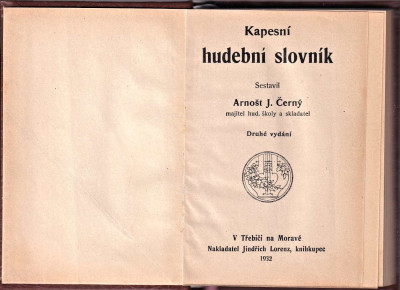 Kapesní
hudební slovník
Sestavil
Arnošt J. Černý
majitel hud. školy a skladatel
Druhé vydání
V Třebíči na Moravě
Nakladatel Jindřich Lorenz, knihkupec
1932